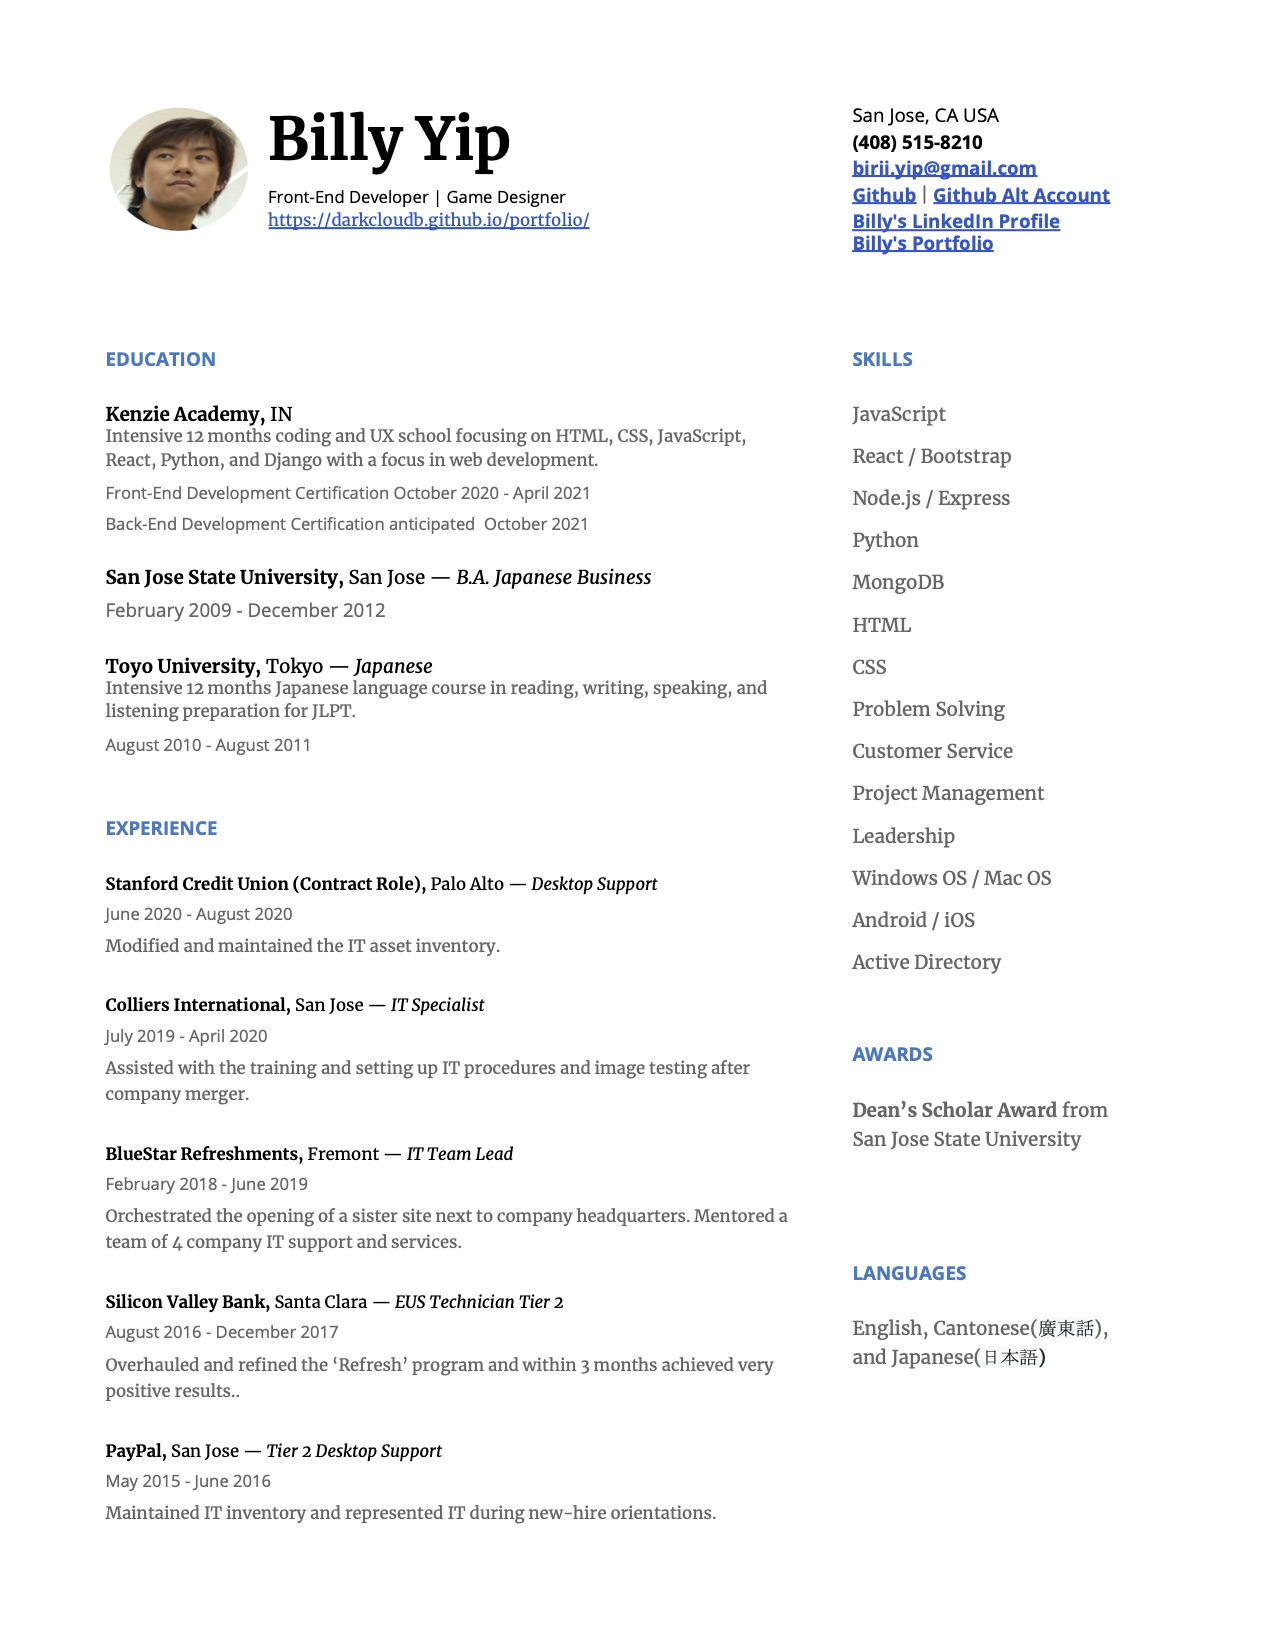 Billy Yip
Front-End Developer | Game Designer
https://darkcloudb.github.io/portfolio/
San Jose, CA USA
(408) 515-8210
birii.yip@gmail.com
Github | Github Alt Account
Billy's LinkedIn Profile
Billy's Portfolio
EDUCATION
Kenzie Academy, IN
Intensive 12 months coding and UX school focusing on HTML, CSS, JavaScript,
React, Python, and Django with a focus in web development.
Front-End Development Certification October 2020 - April 2021
Back-End Development Certification anticipated  October 2021
San Jose State University, San Jose — B.A. Japanese Business
February 2009 - December 2012
Toyo University, Tokyo — Japanese
Intensive 12 months Japanese language course in reading, writing, speaking, and
listening preparation for JLPT.
August 2010 - August 2011
EXPERIENCE
Stanford Credit Union (Contract Role), Palo Alto — Desktop Support
June 2020 - August 2020
Modified and maintained the IT asset inventory.
Colliers International, San Jose — IT Specialist
July 2019 - April 2020
Assisted with the training and setting up IT procedures and image testing after
company merger.
BlueStar Refreshments, Fremont — IT Team Lead
February 2018 - June 2019
Orchestrated the opening of a sister site next to company headquarters. Mentored a
team of 4 company IT support and services.
Silicon Valley Bank, Santa Clara — EUS Technician Tier 2
August 2016 - December 2017
Overhauled and refined the ‘Refresh’ program and within 3 months achieved very
positive results..
PayPal, San Jose — Tier 2 Desktop Support
May 2015 - June 2016
Maintained IT inventory and represented IT during new-hire orientations.
SKILLS
JavaScript
React / Bootstrap
Node.js / Express
Python
MongoDB
HTML
CSS
Problem Solving
Customer Service
Project Management
Leadership
Windows OS / Mac OS
Android / iOS
Active Directory
AWARDS
Dean’s Scholar Award from
San Jose State University
LANGUAGES
English, Cantonese(廣東話),
and Japanese(日本語)